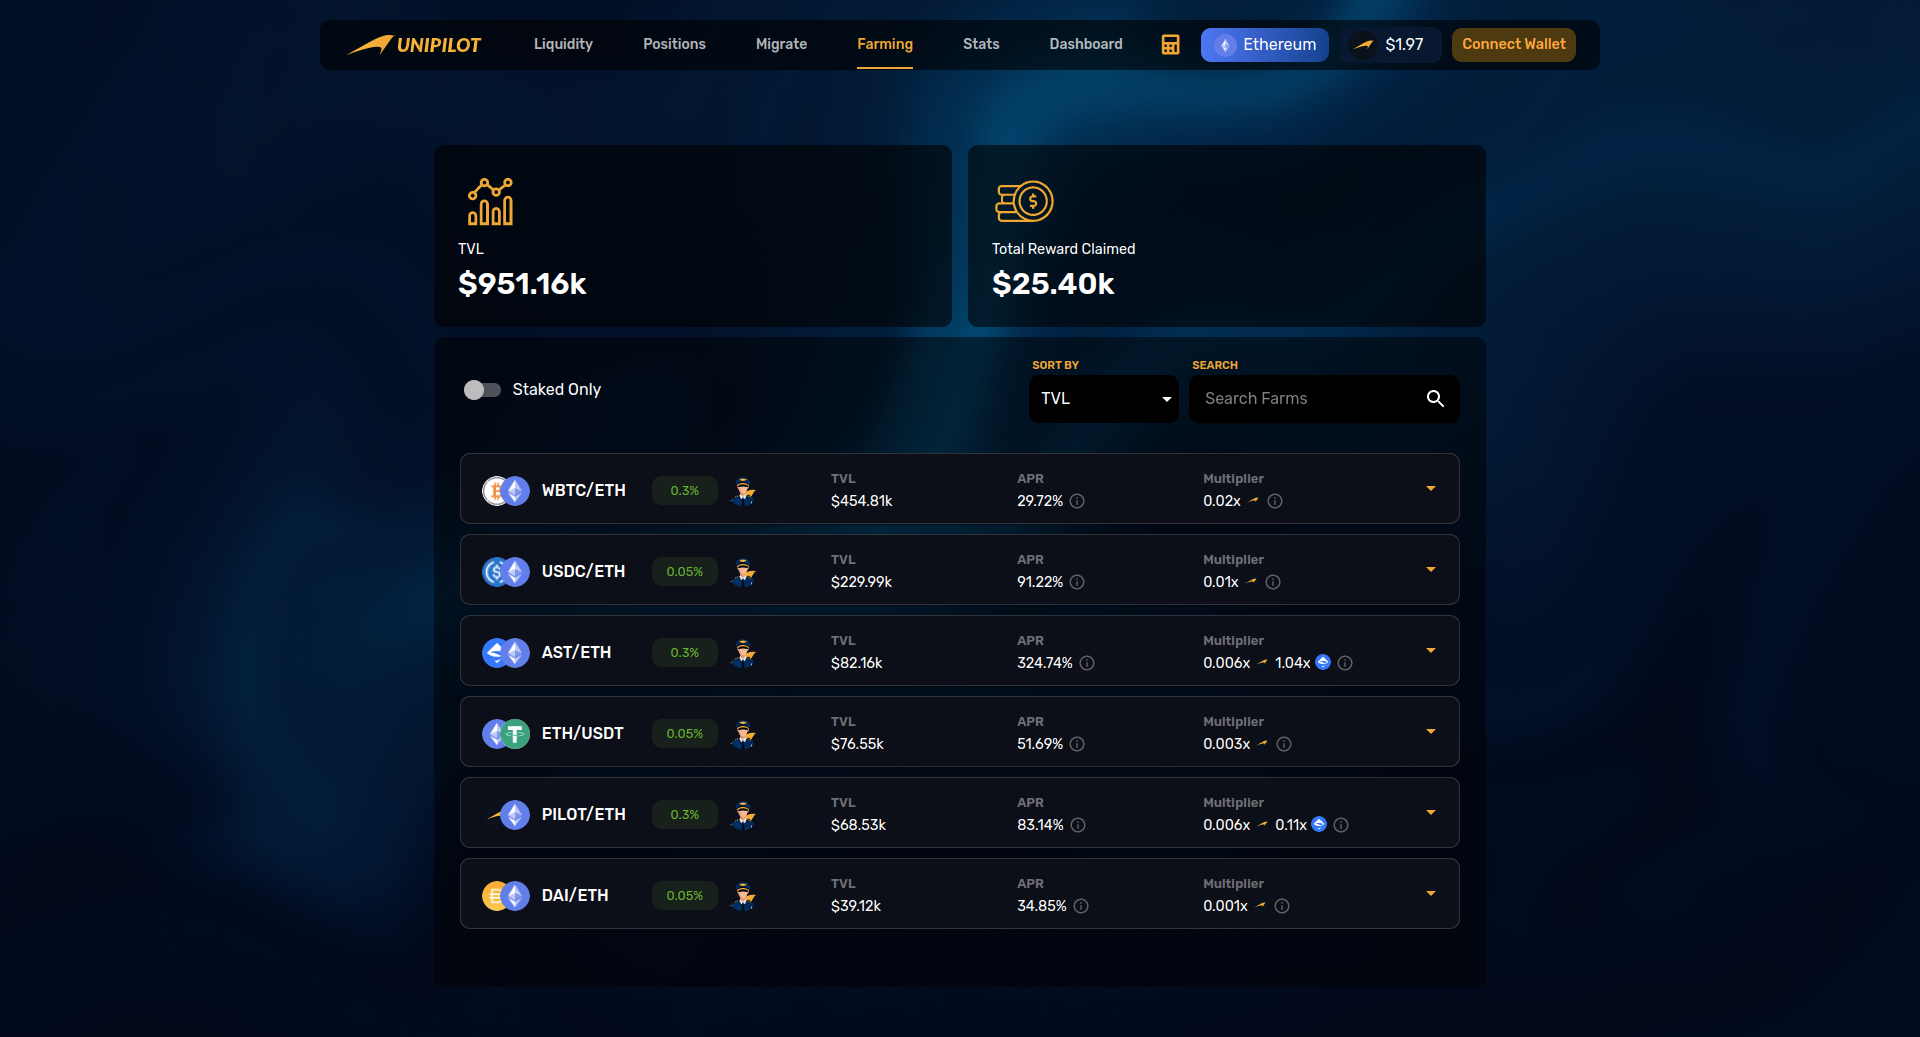 UNIPILOT Liquidity Positions Migrate Farming Stats Dashboard Ethereum $1.97 Connect Wallet
TVL
$951.16k
Total Reward Claimed
$25.40k
Staked Only
SORT BY
TVL
SEARCH
Search Farms
WBTC/ETH 0.3%
TVL
$454.81k
APR
29.72%
Multiplier
0.02x
USDC/ETH 0.05%
TVL
$229.99k
APR
91.22%
Multiplier
0.01x
AST/ETH 0.3%
TVL
$82.16k
APR
324.74%
Multiplier
0.006x 1.04x
ETH/USDT 0.05%
TVL
$76.55k
APR
51.69%
Multiplier
0.003x
PILOT/ETH 0.3%
TVL
$68.53k
APR
83.14%
Multiplier
0.006x 0.11x
DAI/ETH 0.05%
TVL
$39.12k
APR
34.85%
Multiplier
0.001x